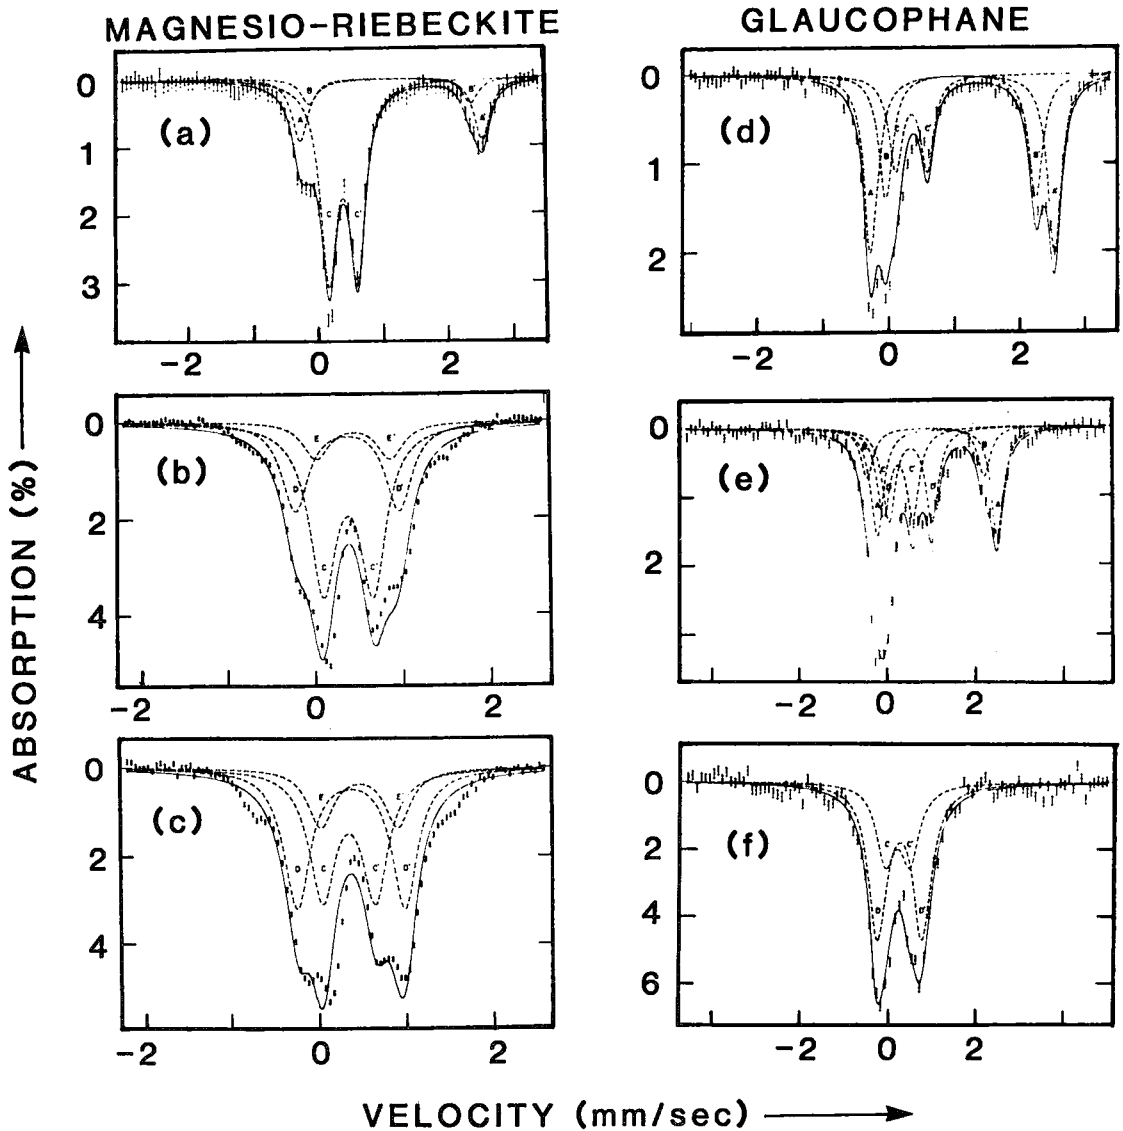 MAGNESIO-RIEBECKITE
GLAUCOPHANE
ABSORPTION (%)
(a)
0
1
2
3
-2 0 2
B
A
C C'
B'
A'
(d)
0
1
2
-2 0 2
A
B
C C'
B'
A'
(b)
0
2
4
-2 0 2
E E'
D D'
C C'
(e)
0
2
-2 0 2
A
D
C'
D'
B'
A'
(c)
0
2
4
-2 0 2
E E'
D C C' D'
(f)
0
2
4
6
-2 0 2
C C'
D D'
VELOCITY (mm/sec)